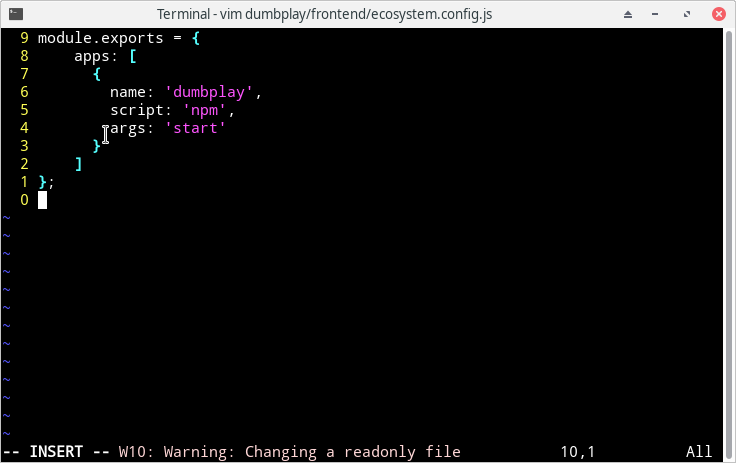 Terminal - vim dumbplay/frontend/ecosystem.config.js
9 module.exports = {
8     apps: [
7       {
6         name: 'dumbplay',
5         script: 'npm',
4         args: 'start'
3       }
2     ]
1 };
0
~
~
~
~
~
~
~
~
~
~
~
~
~
-- INSERT -- W10: Warning: Changing a readonly file 10,1 All